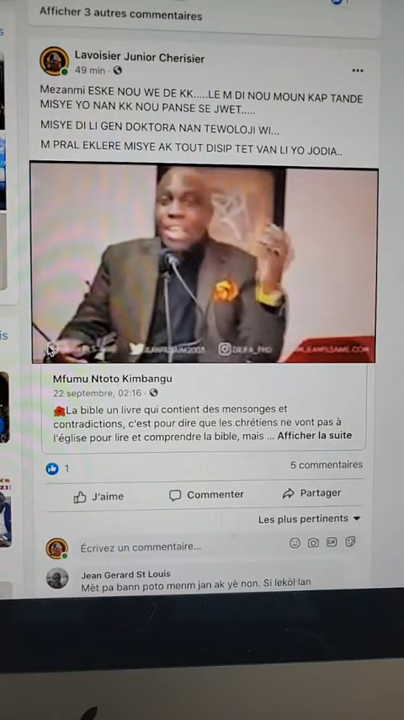 Afficher 3 autres commentaires
Lavoisier Junior Cherisier
49 min ·
Mezanmi ESKE NOU WE DE KK.....LE M DI NOU MOUN KAP TANDE
MISYE YO NAN KK NOU PANSE SE JWET.....
MISYE DI LI GEN DOKTORA NAN TEWOLOJI WI...
M PRAL EKLERE MISYE AK TOUT DISIP TET VAN LI YO JODIA..
Mfumu Ntoto Kimbangu
22 septembre, 02:16 ·
La bible un livre qui contient des mensonges et
contradictions, c'est pour dire que les chrétiens ne vont pas à
l'église pour lire et comprendre la bible, mais ... Afficher la suite
1
5 commentaires
J'aime
Commenter
Partager
Les plus pertinents
Écrivez un commentaire...
Jean Gerard St Louis
Mèt pa bann poto menm jan ak yè non. Si lekòl lan